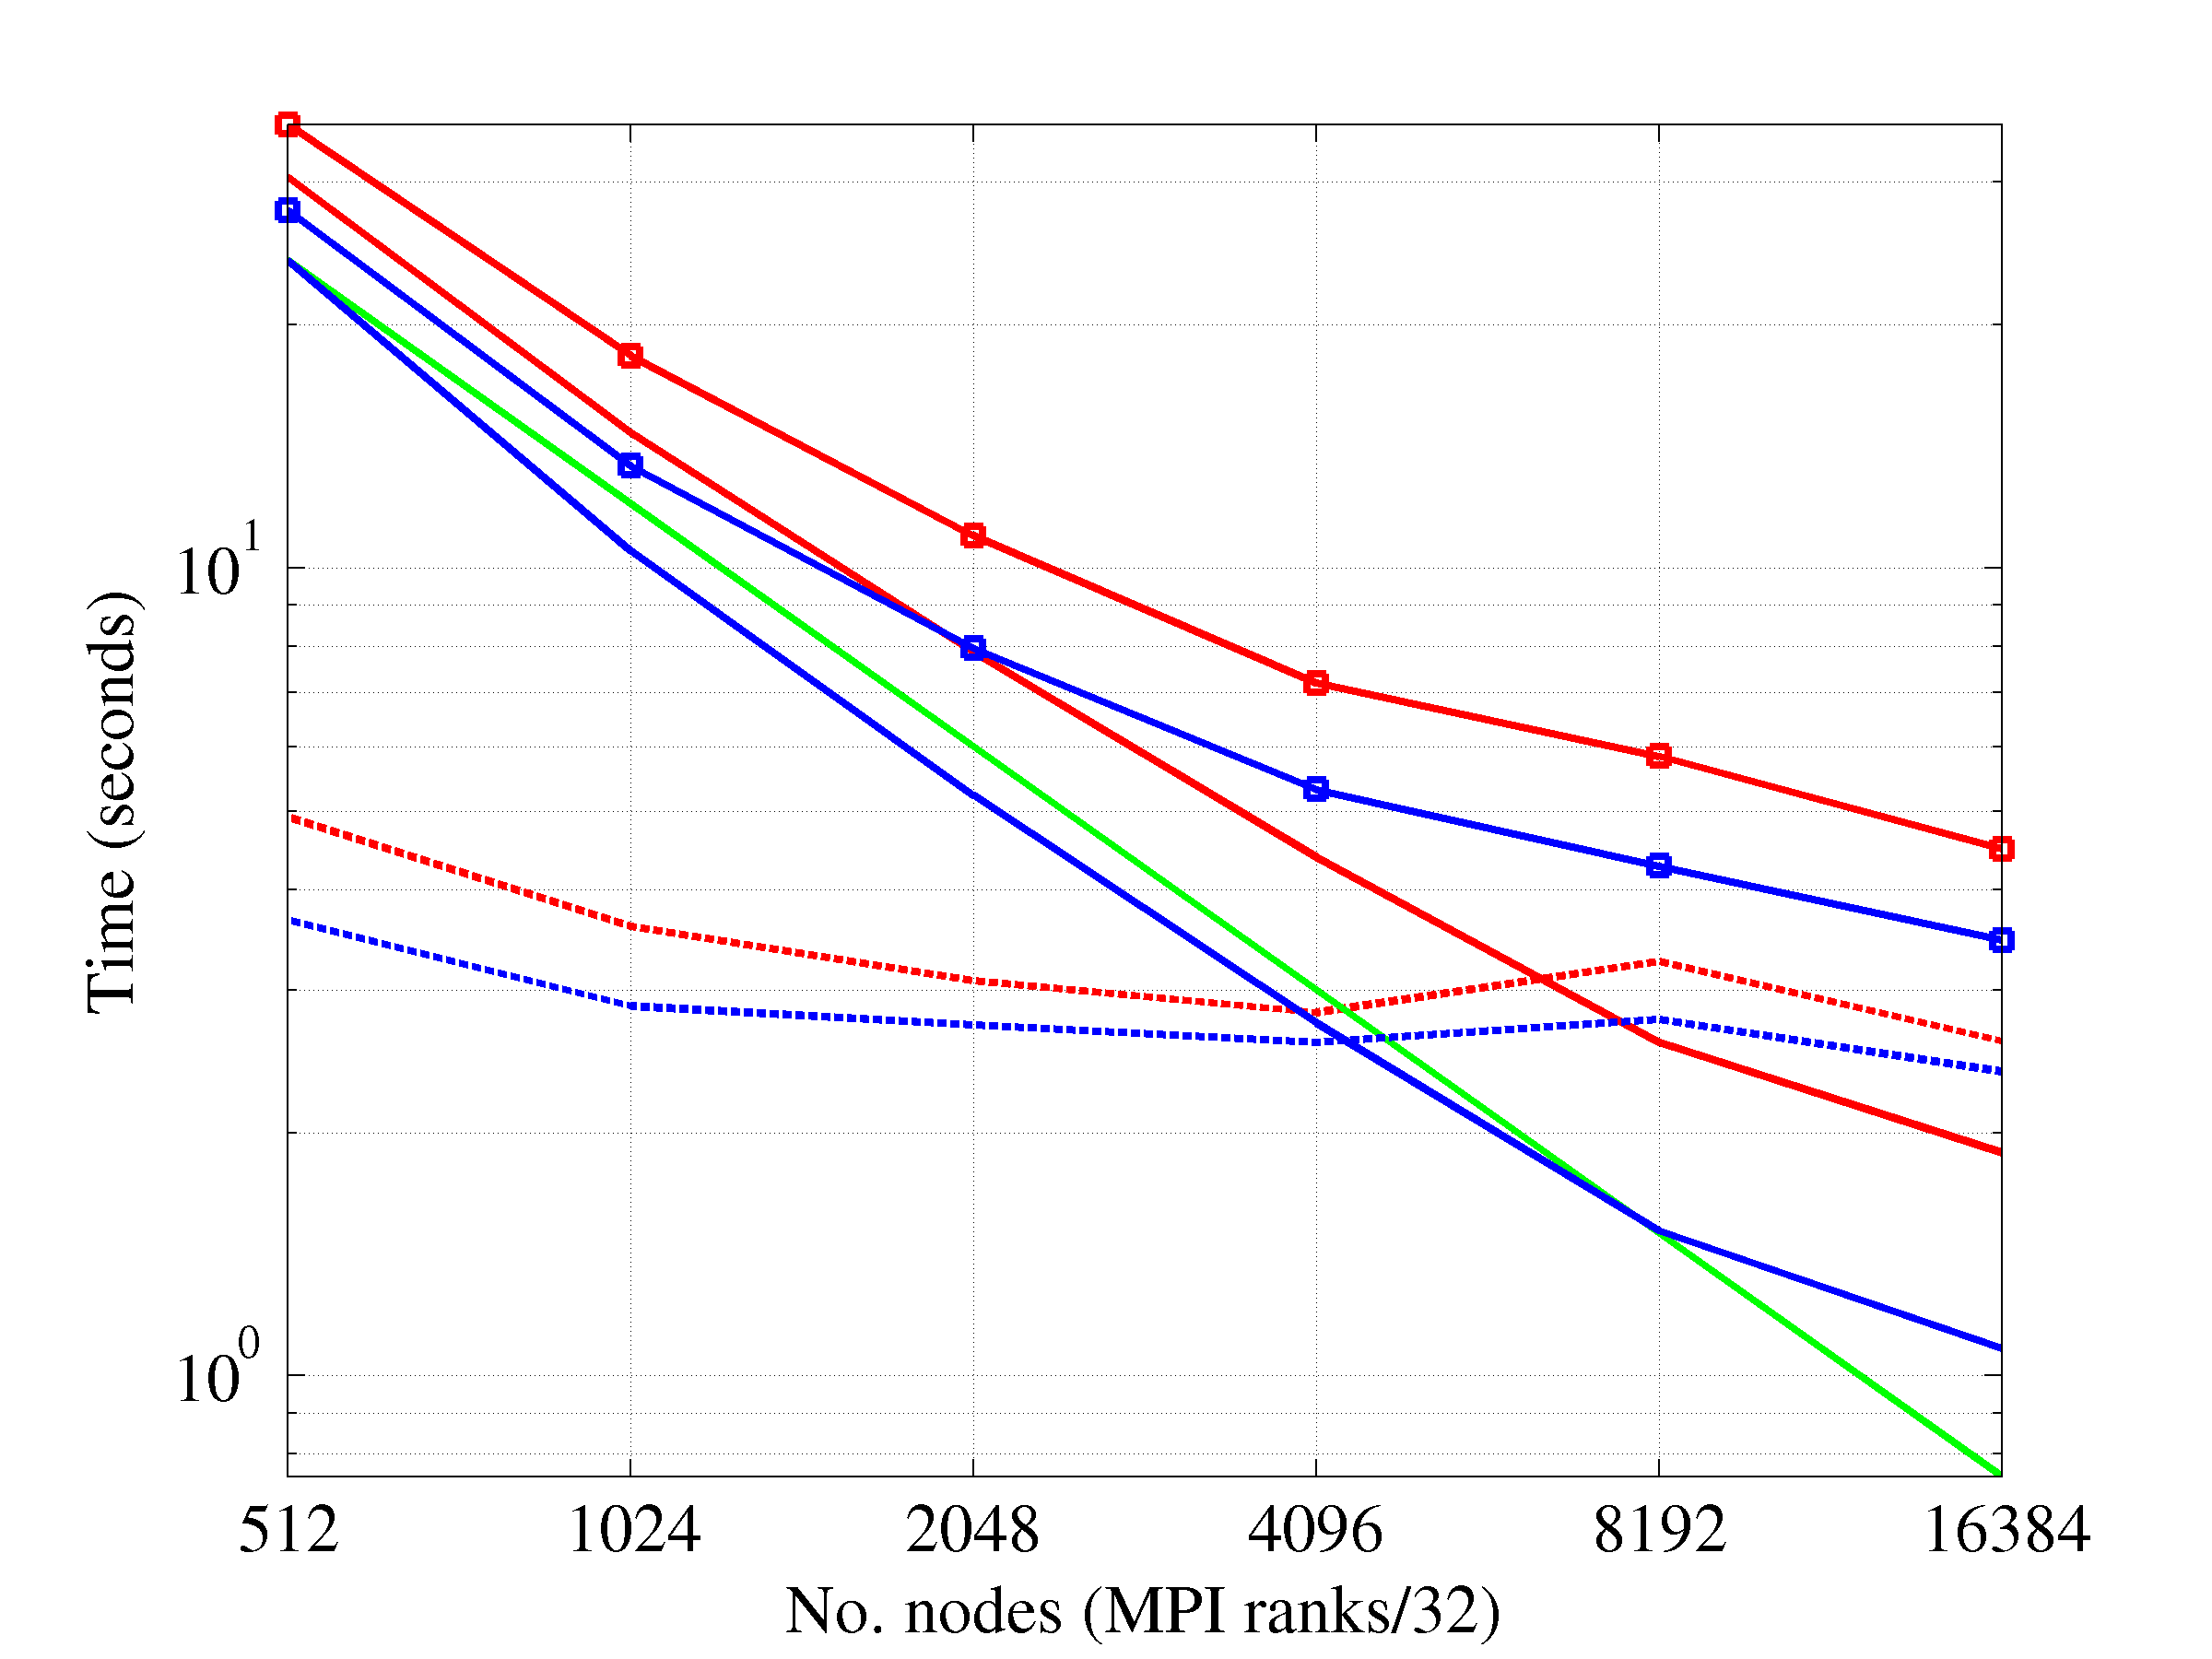 Time (seconds)
10^1
10^0
512 1024 2048 4096 8192 16384
No. nodes (MPI ranks/32)